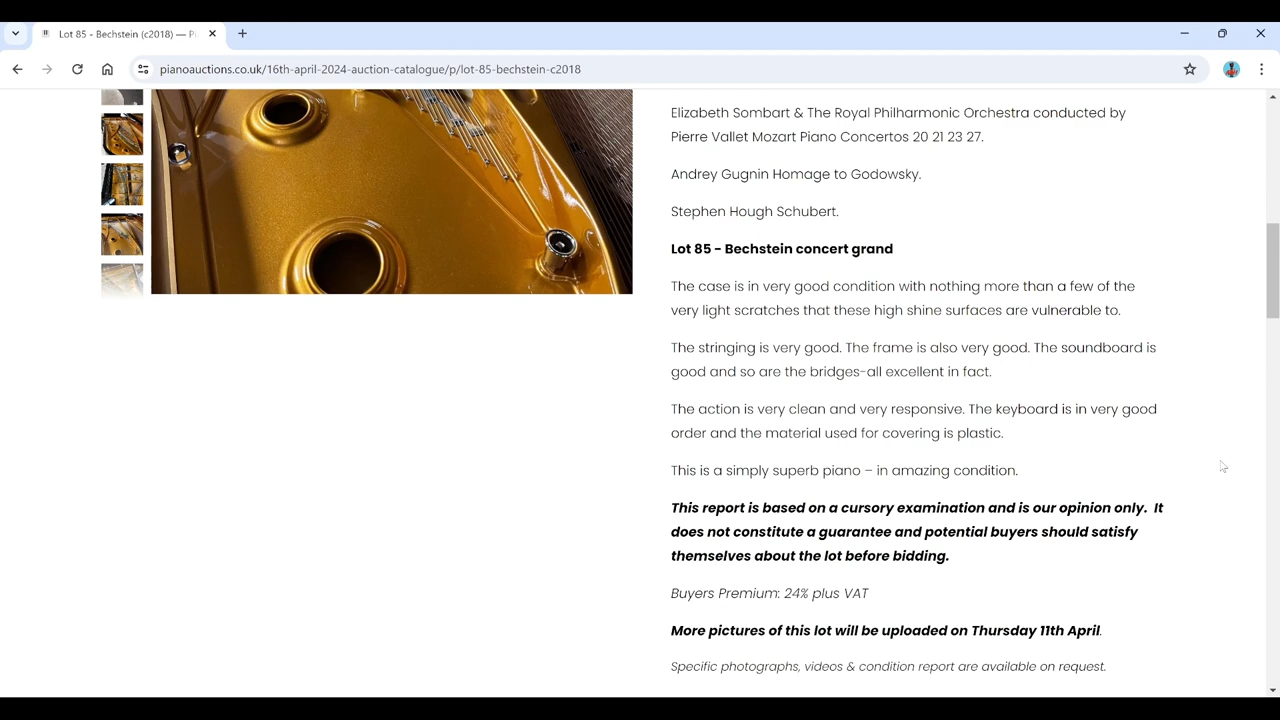 Lot 85 - Bechstein (c2018) — Pi
pianoauctions.co.uk/16th-april-2024-auction-catalogue/p/lot-85-bechstein-c2018
Elizabeth Sombart & The Royal Philharmonic Orchestra conducted by
Pierre Vallet Mozart Piano Concertos 20 21 23 27.
Andrey Gugnin Homage to Godowsky.
Stephen Hough Schubert.
Lot 85 - Bechstein concert grand
The case is in very good condition with nothing more than a few of the
very light scratches that these high shine surfaces are vulnerable to.
The stringing is very good. The frame is also very good. The soundboard is
good and so are the bridges-all excellent in fact.
The action is very clean and very responsive. The keyboard is in very good
order and the material used for covering is plastic.
This is a simply superb piano – in amazing condition.
This report is based on a cursory examination and is our opinion only.  It
does not constitute a guarantee and potential buyers should satisfy
themselves about the lot before bidding.
Buyers Premium: 24% plus VAT
More pictures of this lot will be uploaded on Thursday 11th April.
Specific photographs, videos & condition report are available on request.